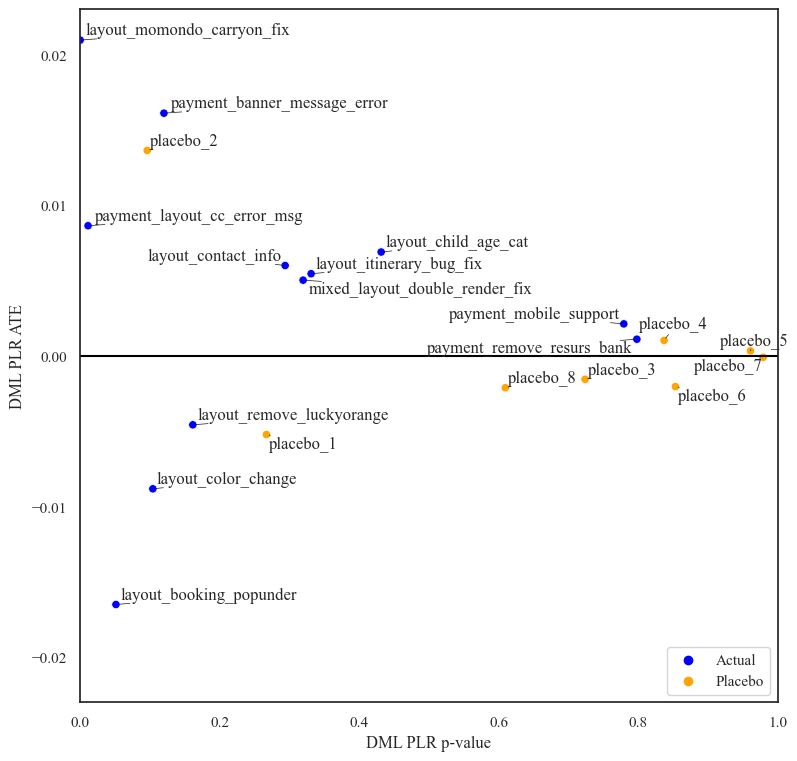 layout_momondo_carryon_fix
0.02
payment_banner_message_error
placebo_2
0.01
payment_layout_cc_error_msg
layout_child_age_cat
layout_contact_info
layout_itinerary_bug_fix
mixed_layout_double_render_fix
payment_mobile_support
placebo_4
payment_remove_resurs_bank
placebo_5
0.00
DML PLR ATE
placebo_7
placebo_3
placebo_8
placebo_6
layout_remove_luckyorange
placebo_1
layout_color_change
−0.01
layout_booking_popunder
−0.02
Actual
Placebo
0.0 0.2 0.4 0.6 0.8 1.0
DML PLR p-value